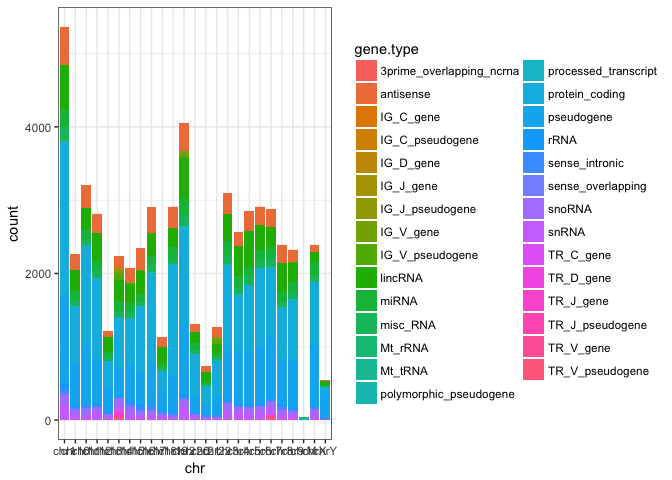 gene.type
3prime_overlapping_ncrna
antisense
IG_C_gene
IG_C_pseudogene
IG_D_gene
IG_J_gene
IG_J_pseudogene
IG_V_gene
IG_V_pseudogene
lincRNA
miRNA
misc_RNA
Mt_rRNA
Mt_tRNA
polymorphic_pseudogene
processed_transcript
protein_coding
pseudogene
rRNA
sense_intronic
sense_overlapping
snoRNA
snRNA
TR_C_gene
TR_D_gene
TR_J_gene
TR_J_pseudogene
TR_V_gene
TR_V_pseudogene
count
4000
2000
0
chr